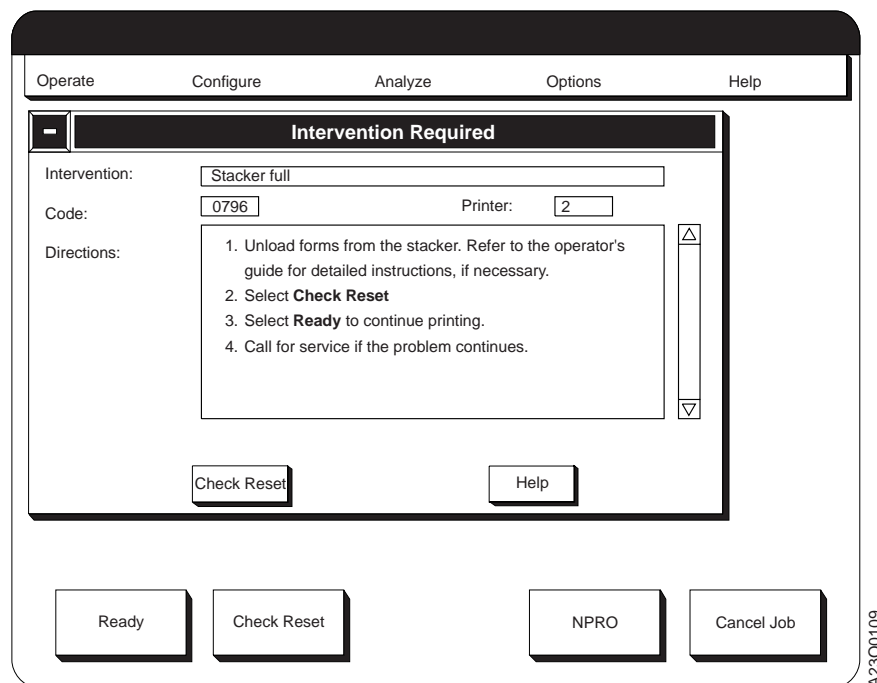 Operate Configure Analyze Options Help
Intervention Required
Intervention: Stacker full
Code: 0796 Printer: 2
Directions:
1. Unload forms from the stacker. Refer to the operator's
guide for detailed instructions, if necessary.
2. Select Check Reset
3. Select Ready to continue printing.
4. Call for service if the problem continues.
Check Reset Help
Ready Check Reset NPRO Cancel Job
A23O0109